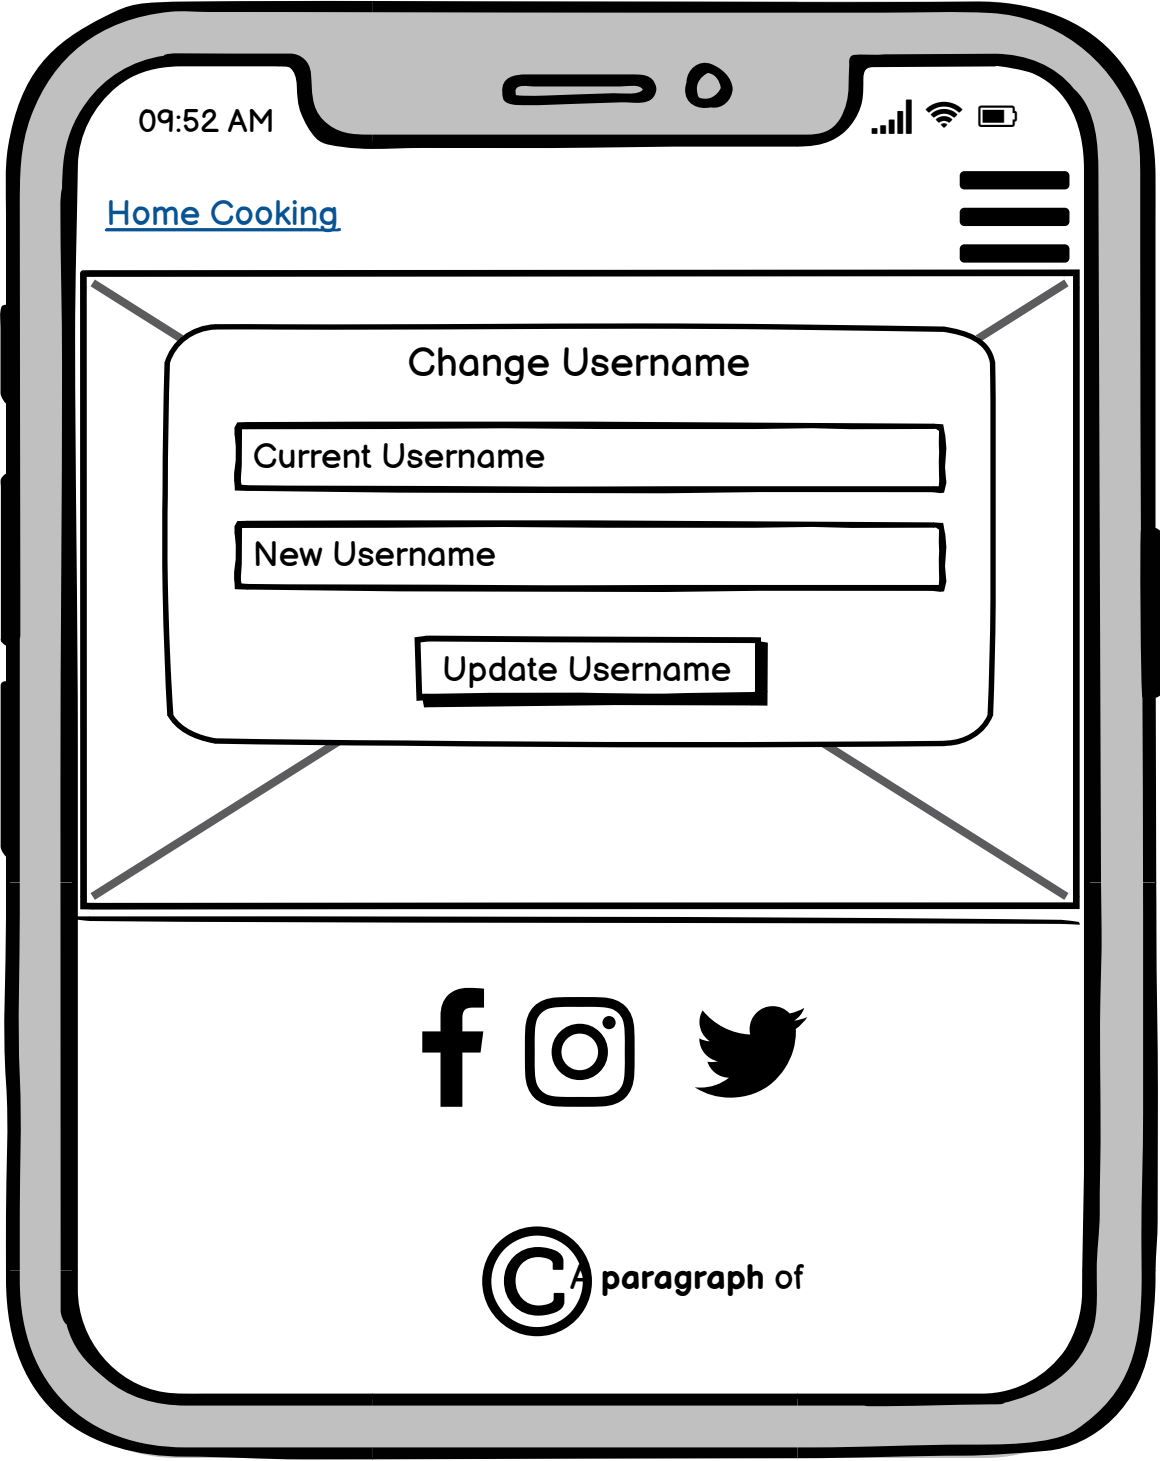 09:52 AM
Home Cooking
Change Username
Current Username
New Username
Update Username
© A paragraph of